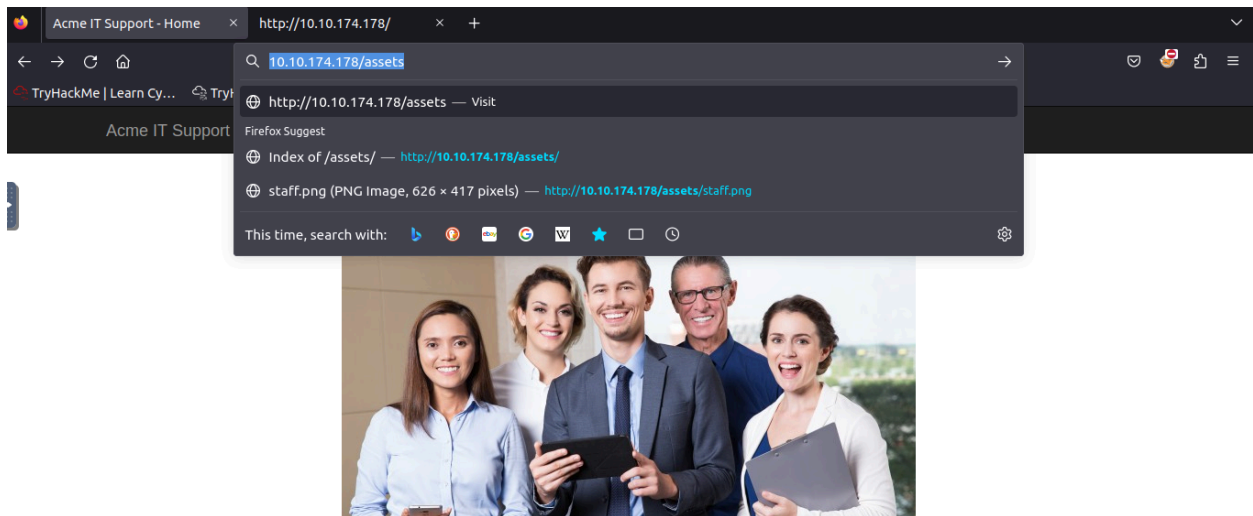 Acme IT Support - Home × http://10.10.174.178/ × +
10.10.174.178/assets
TryHackMe | Learn Cy... TryH
http://10.10.174.178/assets — Visit
Acme IT Support
Firefox Suggest
Index of /assets/ — http://10.10.174.178/assets/
staff.png (PNG Image, 626 × 417 pixels) — http://10.10.174.178/assets/staff.png
This time, search with: